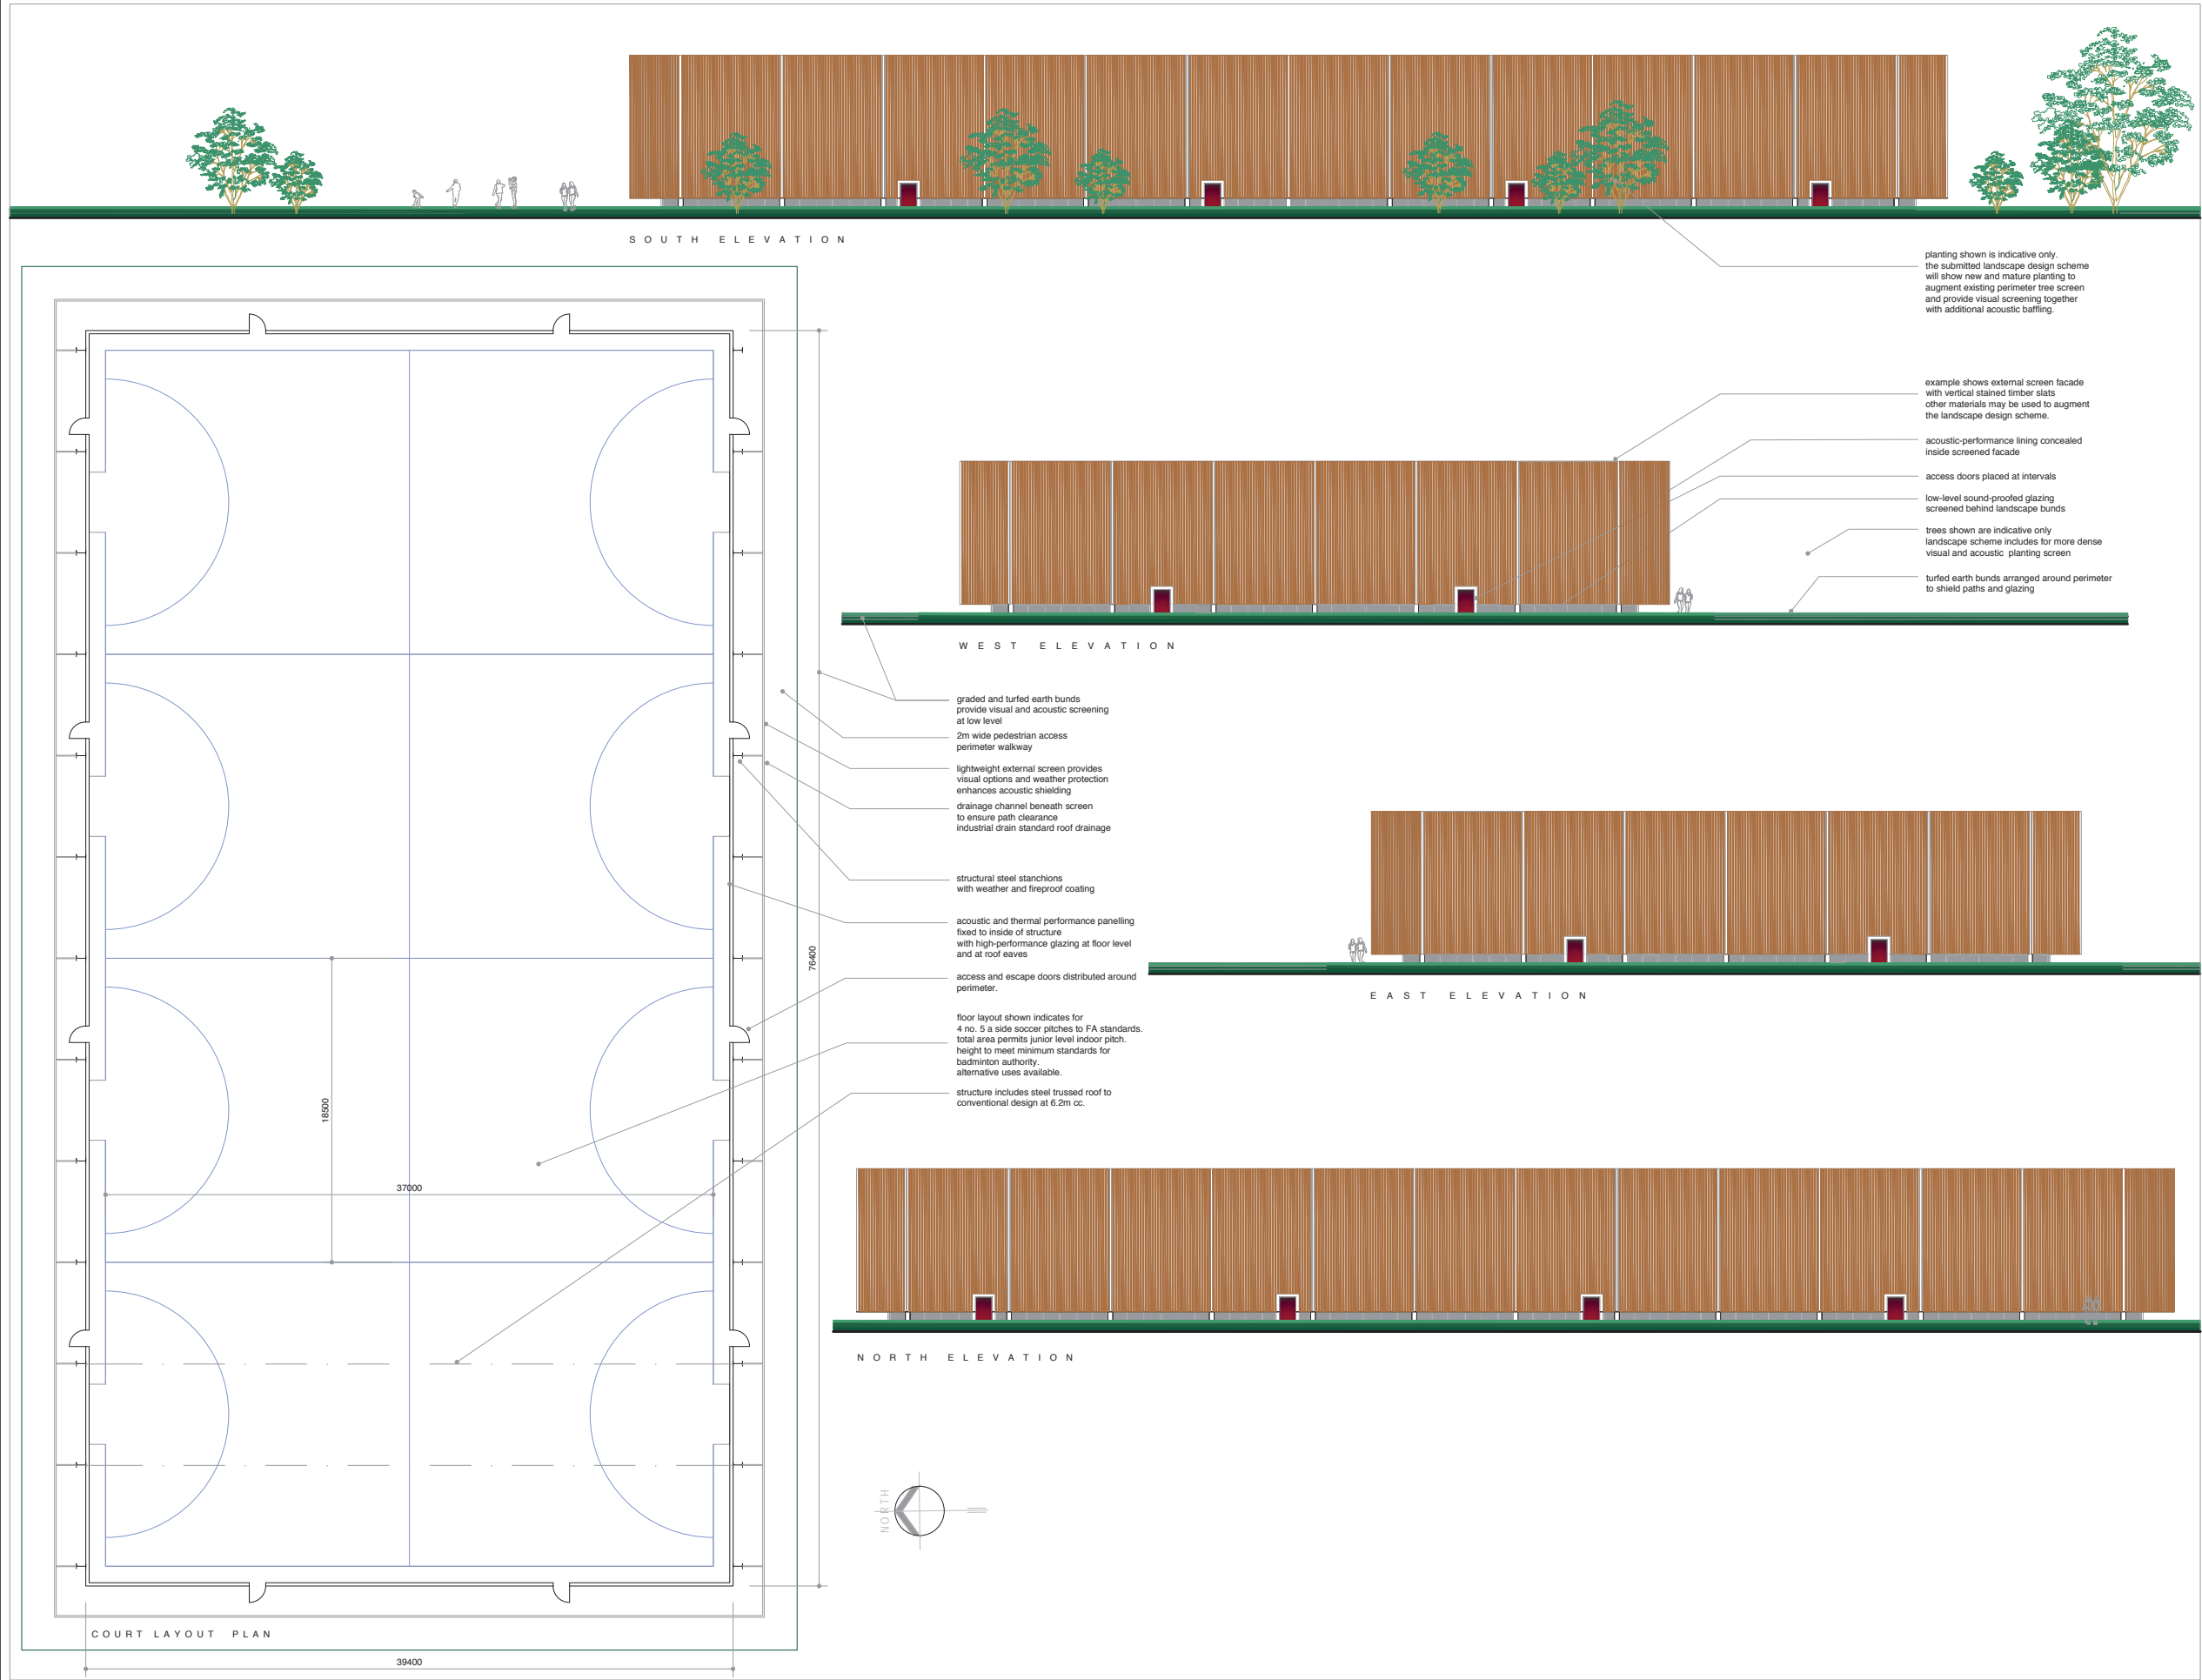 SOUTH ELEVATION
planting shown is indicative only.
the submitted landscape design scheme
will show new and mature planting to
augment existing perimeter tree screen
and provide visual screening together
with additional acoustic baffling.
example shows external screen facade
with vertical stained timber slats
other materials may be used to augment
the landscape design scheme.
acoustic-performance lining concealed
inside screened facade
access doors placed at intervals
low-level sound-proofed glazing
screened behind landscape bunds
trees shown are indicative only
landscape scheme includes for more dense
visual and acoustic planting screen
turfed earth bunds arranged around perimeter
to shield paths and glazing
WEST ELEVATION
graded and turfed earth bunds
provide visual and acoustic screening
at low level
2m wide pedestrian access
perimeter walkway
lightweight external screen provides
visual options and weather protection
enhances acoustic shielding
drainage channel beneath screen
to ensure path clearance
industrial drain standard roof drainage
structural steel stanchions
with weather and fireproof coating
acoustic and thermal performance panelling
fixed to inside of structure
with high-performance glazing at floor level
and at roof eaves
access and escape doors distributed around
perimeter.
floor layout shown indicates for
4 no. 5 a side soccer pitches to FA standards.
total area permits junior level indoor pitch.
height to meet minimum standards for
badminton authority.
alternative uses available.
structure includes steel trussed roof to
conventional design at 6.2m cc.
76400
18500
37000
EAST ELEVATION
NORTH ELEVATION
NORTH
COURT LAYOUT PLAN
39400